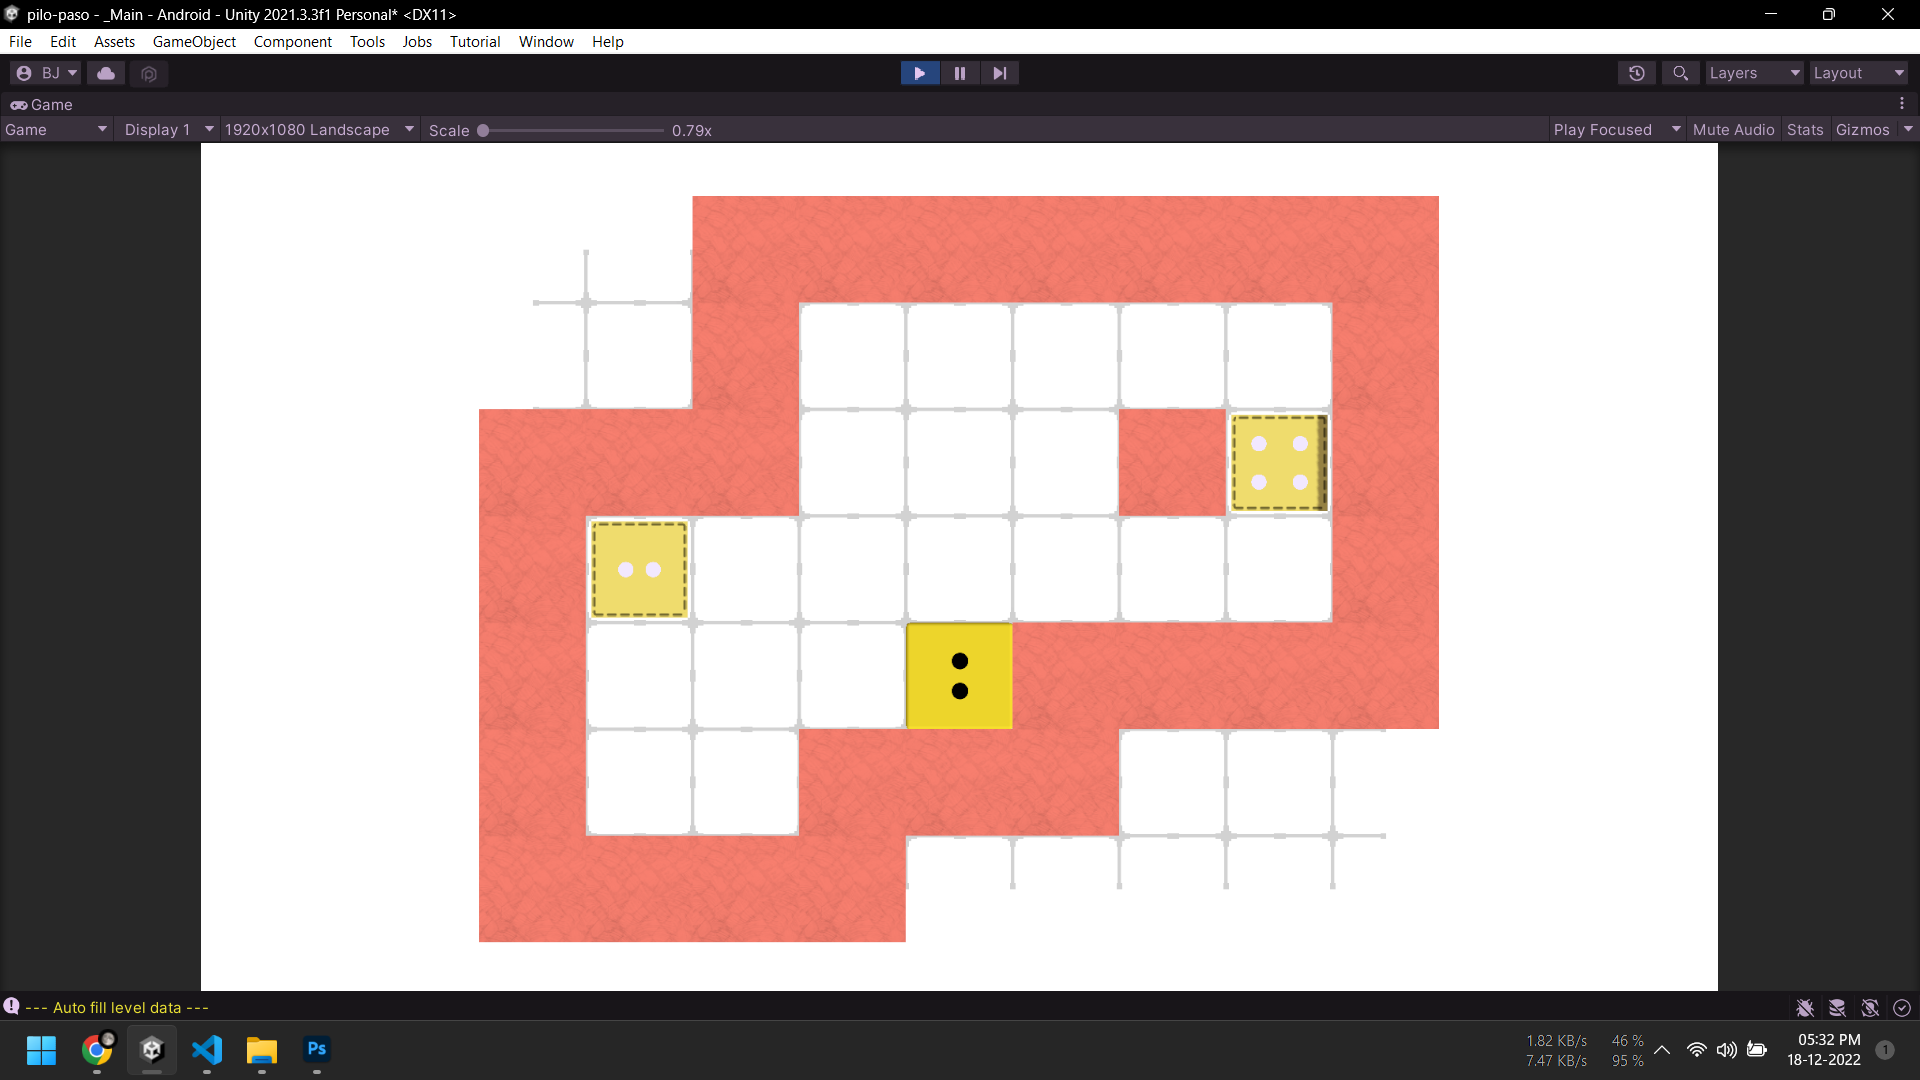 pilo-paso - _Main - Android - Unity 2021.3.3f1 Personal* <DX11>
File Edit Assets GameObject Component Tools Jobs Tutorial Window Help
BJ Layers Layout
Game
Game Display 1 1920x1080 Landscape Scale 0.79x Play Focused Mute Audio Stats Gizmos
--- Auto fill level data ---
Ps
1.82 KB/s 46 % 05:32 PM
7.47 KB/s 95 % 18-12-2022
1